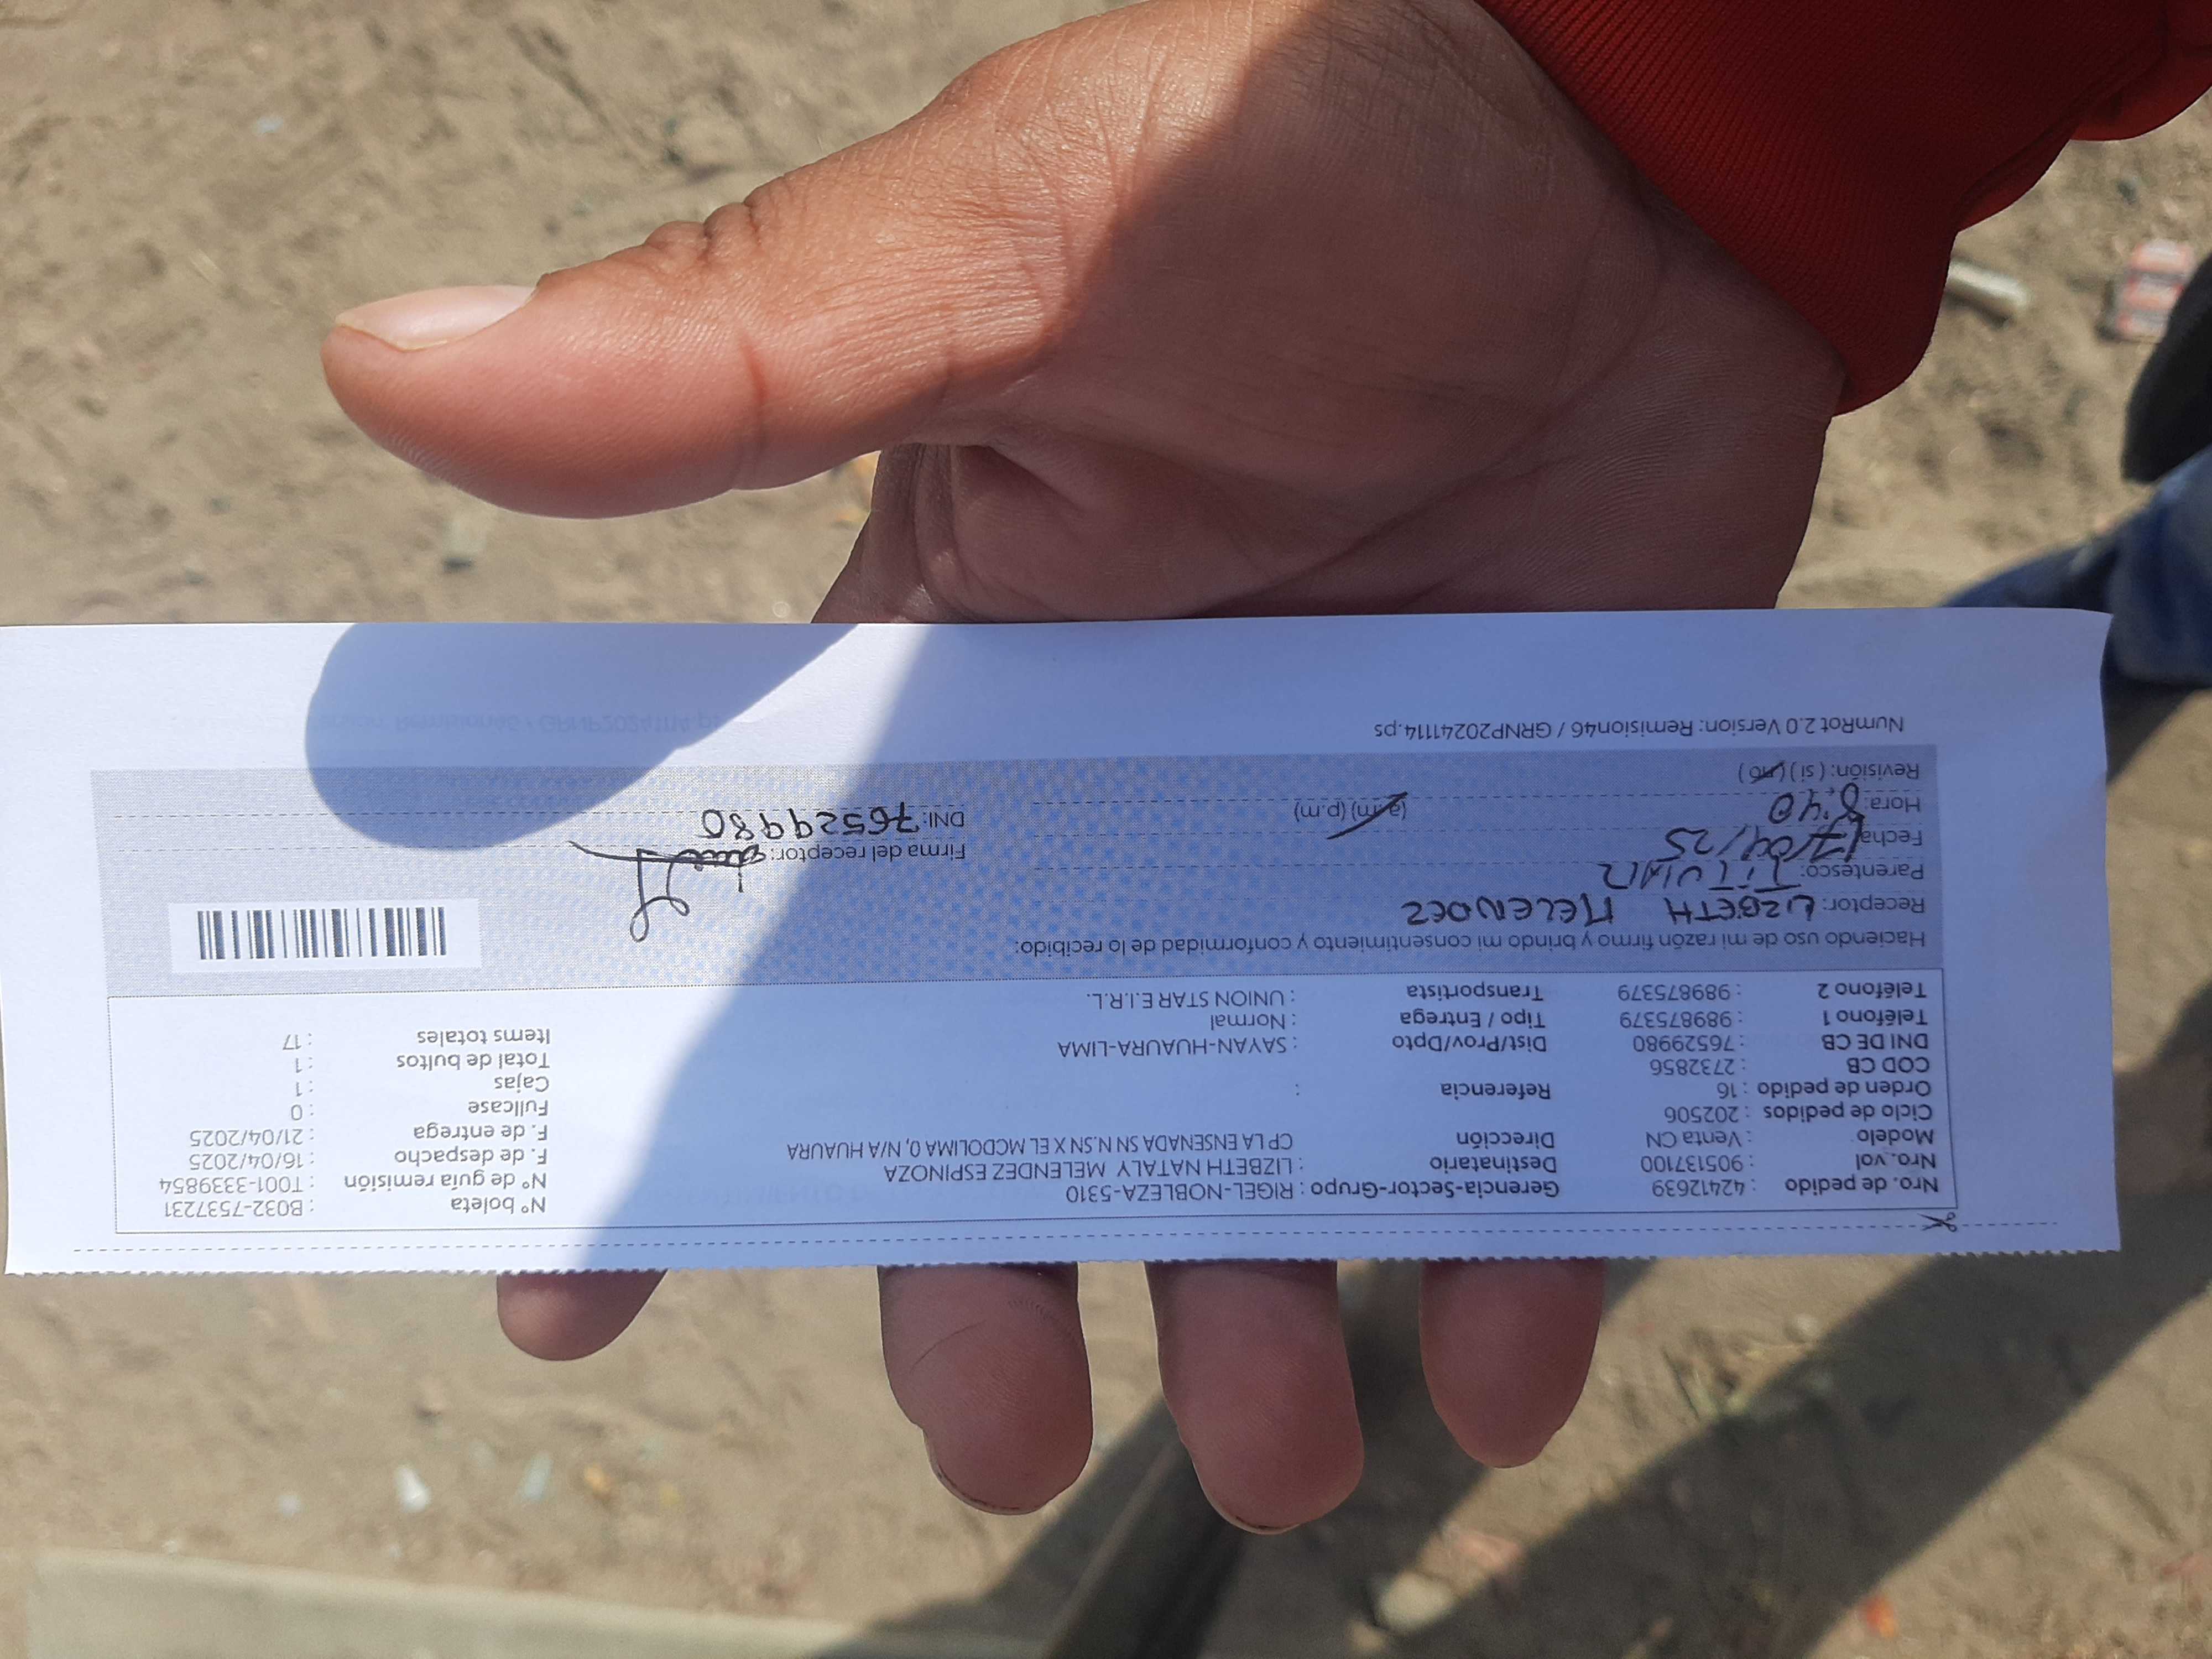 Nro. de pedido : 42412639 Gerencia-Sector-Grupo : RIGEL-NOBLEZA-5310 N° boleta : B032-7537231
Nro. vol : 905137100 Destinatario : LIZBETH NATALY MELENDEZ ESPINOZA N° de guía remisión : T001-3339854
Modelo : Venta CN Dirección CP LA ENSENADA SN N.SN X EL MCDOLIMA 0, N/A HUAURA F. de despacho : 16/04/2025
Ciclo de pedidos : 202506 F. de entrega : 21/04/2025
Orden de pedido : 16 Referencia : Fullcase : 0
COD CB : 2732856 Cajas : 1
DNI DE CB : 76529980 Dist/Prov/Dpto/Dpto : SAYAN-HUAURA-LIMA Total de bultos : 1
Teléfono 1 : 989875379 Tipo / Entrega : Normal Items totales : 17
Teléfono 2 : 989875379 Transportista : UNION STAR E.I.R.L.
Haciendo uso de mi razón firmo y brindo mi consentimiento y conformidad de lo recibido:
Receptor: LIZBETH MELENDEZ
Parentesco: TITULAR
Fecha: 17/04/25 Firma del receptor:
Hora: 8:40 (a.m) (p.m) DNI: 76529980
Revisión: ( si ) ( no )
NumRot 2.0 Version: Remision46 / GRNP20241114.ps